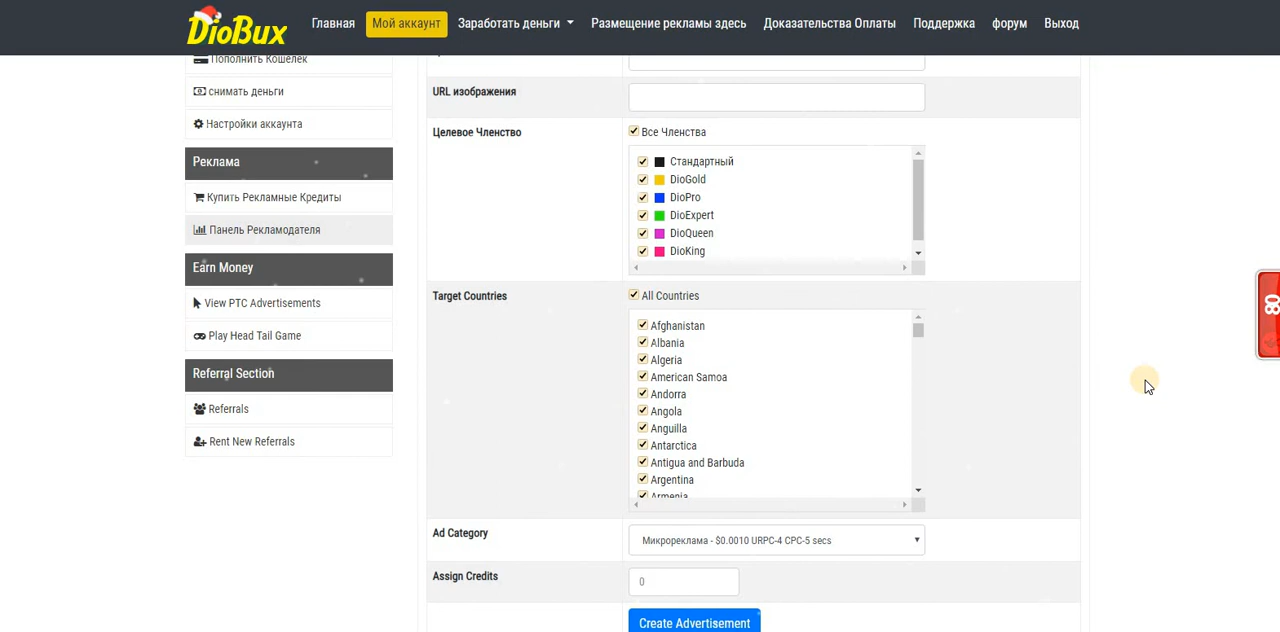 DioBux
Главная
Мой аккаунт
Заработать деньги
Размещение рекламы здесь
Доказательства Оплаты
Поддержка
форум
Выход
Пополнить Кошелек
снимать деньги
Настройки аккаунта
Реклама
Купить Рекламные Кредиты
Панель Рекламодателя
Earn Money
View PTC Advertisements
Play Head Tail Game
Referral Section
Referrals
Rent New Referrals
URL изображения
Целевое Членство
Все Членства
Стандартный
DioGold
DioPro
DioExpert
DioQueen
DioKing
Target Countries
All Countries
Afghanistan
Albania
Algeria
American Samoa
Andorra
Angola
Anguilla
Antarctica
Antigua and Barbuda
Argentina
Armenia
Ad Category
Микрореклама - $0.0010 URPC-4 CPC-5 secs
Assign Credits
0
Create Advertisement
80